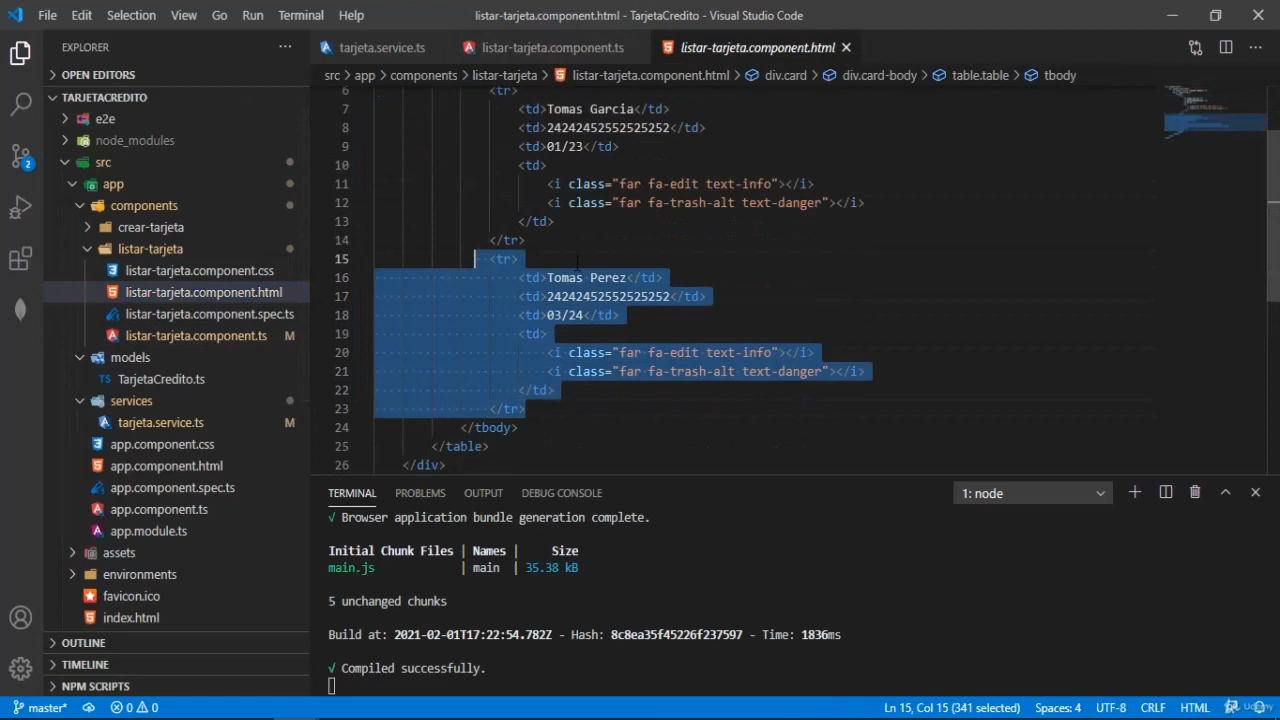 File Edit Selection View Go Run Terminal Help listar-tarjeta.component.html - TarjetaCredito - Visual Studio Code
EXPLORER
OPEN EDITORS
TARJETACREDITO
e2e
node_modules
src
app
components
crear-tarjeta
listar-tarjeta
listar-tarjeta.component.css
listar-tarjeta.component.html
listar-tarjeta.component.spec.ts
listar-tarjeta.component.ts
models
TarjetaCredito.ts
services
tarjeta.service.ts M
app.component.css
app.component.html
app.component.spec.ts
app.component.ts
app.module.ts
assets
environments
favicon.ico
index.html
OUTLINE
TIMELINE
NPM SCRIPTS
2
tarjeta.service.ts listar-tarjeta.component.ts listar-tarjeta.component.html
src > app > components > listar-tarjeta > listar-tarjeta.component.html > div.card > div.card-body > table.table > tbody
6 <tr>
7 <td>Tomas Garcia</td>
8 <td>24242452552525252</td>
9 <td>01/23</td>
10 <td>
11 <i class="far fa-edit text-info"></i>
12 <i class="far fa-trash-alt text-danger"></i>
13 </td>
14 </tr>
15 <tr>
16 <td>Tomas Perez</td>
17 <td>24242452552525252</td>
18 <td>03/24</td>
19 <td>
20 <i class="far fa-edit text-info"></i>
21 <i class="far fa-trash-alt text-danger"></i>
22 </td>
23 </tr>
24 </tbody>
25 </table>
26 </div>
TERMINAL PROBLEMS OUTPUT DEBUG CONSOLE 1: node
√ Browser application bundle generation complete.
Initial Chunk Files | Names | Size
main.js | main | 35.38 kB
5 unchanged chunks
Build at: 2021-02-01T17:22:54.782Z - Hash: 8c8ea35f45226f237597 - Time: 1836ms
√ Compiled successfully.
master* 0 0 Ln 15, Col 15 (341 selected) Spaces: 4 UTF-8 CRLF HTML
Udemy